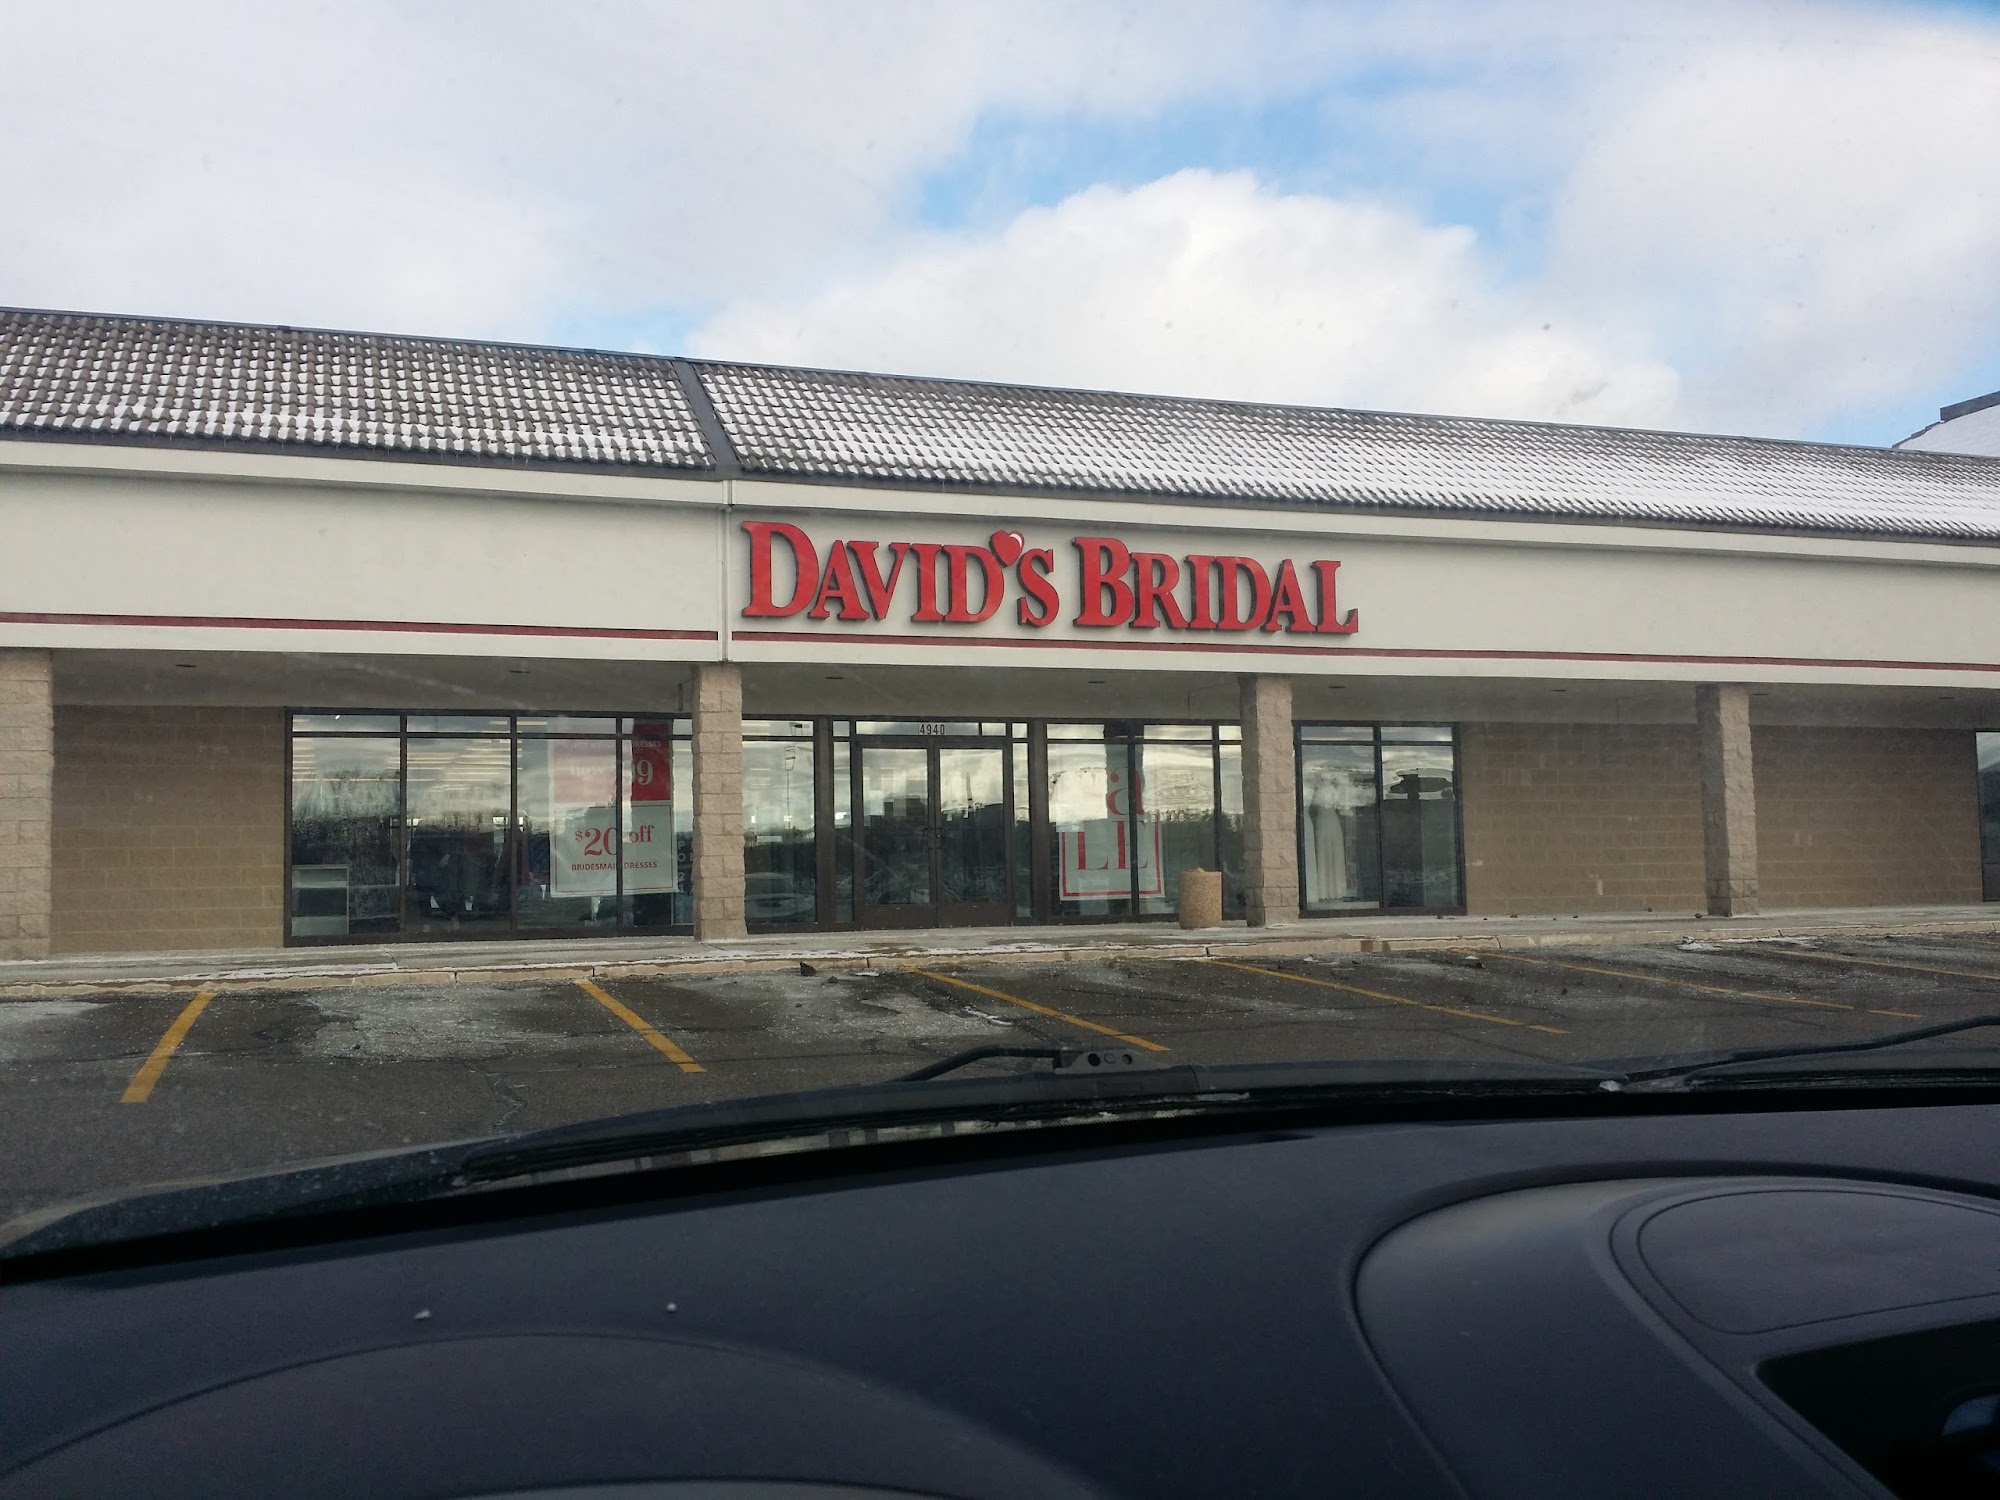 DAVID'S BRIDAL
4940
$20 off
BRIDESMAID DRESSES